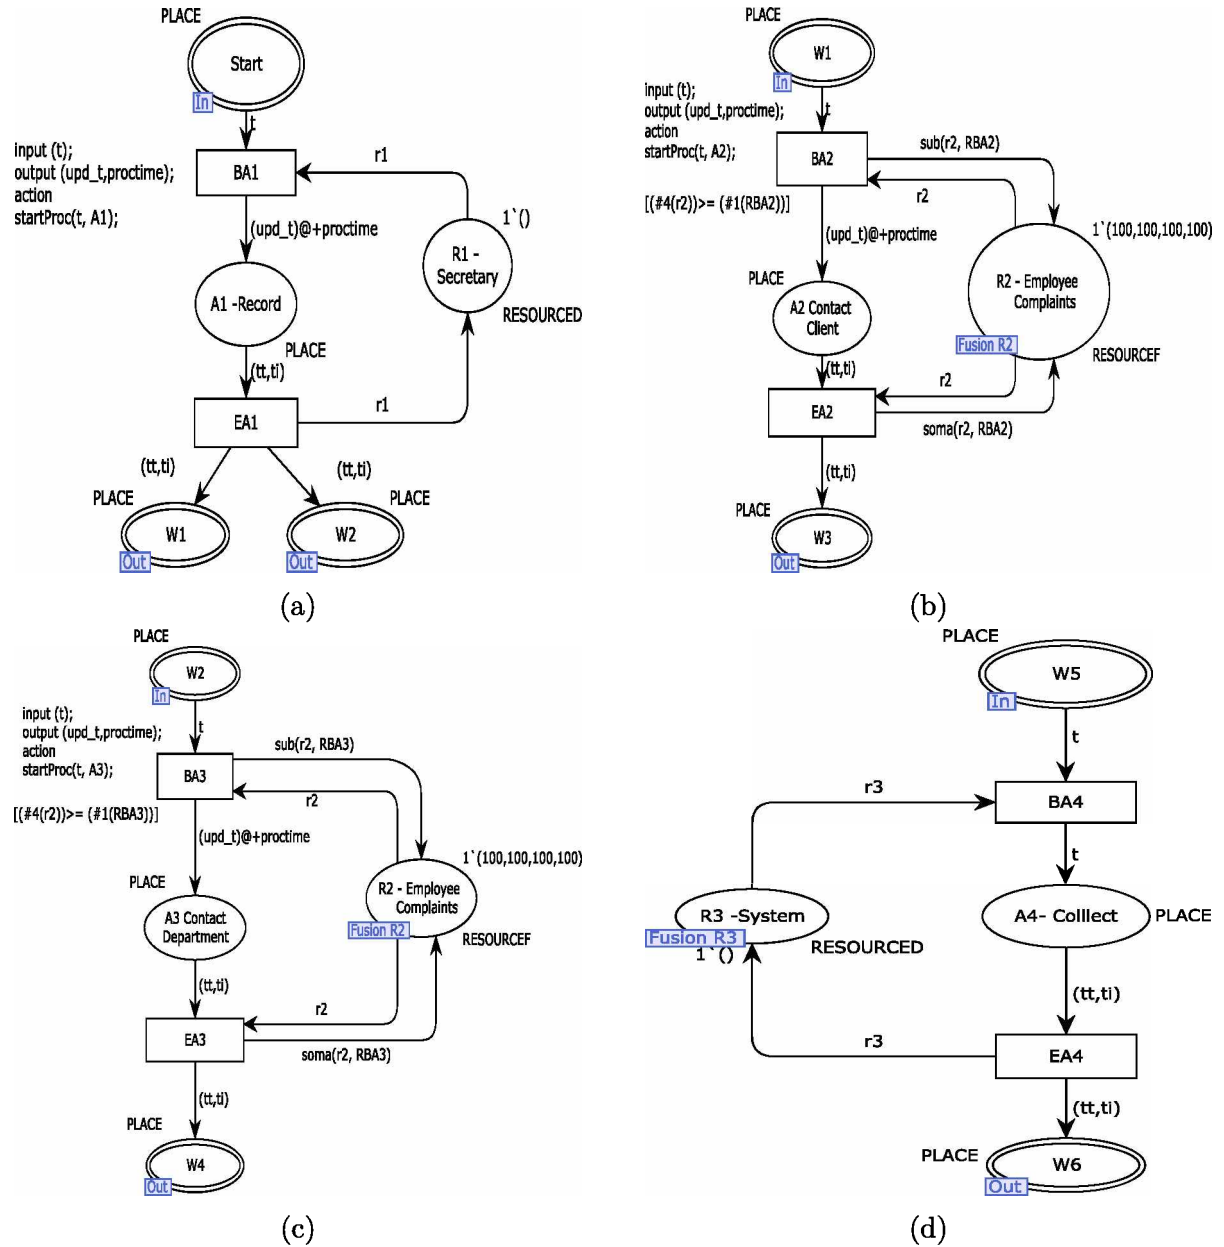 PLACE
Start
In
t
input (t);
output (upd_t,proctime);
action
startProc(t, A1);
BA1
r1
1`()
(upd_t)@+proctime
R1 -
Secretary
A1 -Record
RESOURCED
PLACE
(tt,ti)
EA1
r1
(tt,ti)
(tt,ti)
PLACE
PLACE
W1
W2
Out
Out
(a)
PLACE
W1
In
input (t);
output (upd_t,proctime);
action
startProc(t, A2);
t
BA2
sub(r2, RBA2)
r2
[(#4(r2))>= (#1(RBA2))]
1`(100,100,100,100)
(upd_t)@+proctime
PLACE
R2 - Employee
Complaints
A2 Contact
Client
Fusion R2
RESOURCEF
(tt,ti)
r2
EA2
soma(r2, RBA2)
(tt,ti)
PLACE
W3
Out
(b)
PLACE
W2
In
input (t);
output (upd_t,proctime);
action
startProc(t, A3);
t
sub(r2, RBA3)
BA3
r2
[(#4(r2))>= (#1(RBA3))]
(upd_t)@+proctime
1`(100,100,100,100)
PLACE
R2 - Employee
Complaints
A3 Contact
Department
Fusion R2
RESOURCEF
(tt,ti)
r2
EA3
soma(r2, RBA3)
(tt,ti)
PLACE
W4
Out
(c)
PLACE
W5
In
t
r3
BA4
t
R3 -System
A4- Colllect
PLACE
Fusion R3
RESOURCED
1`()
(tt,ti)
r3
EA4
(tt,ti)
PLACE
W6
Out
(d)